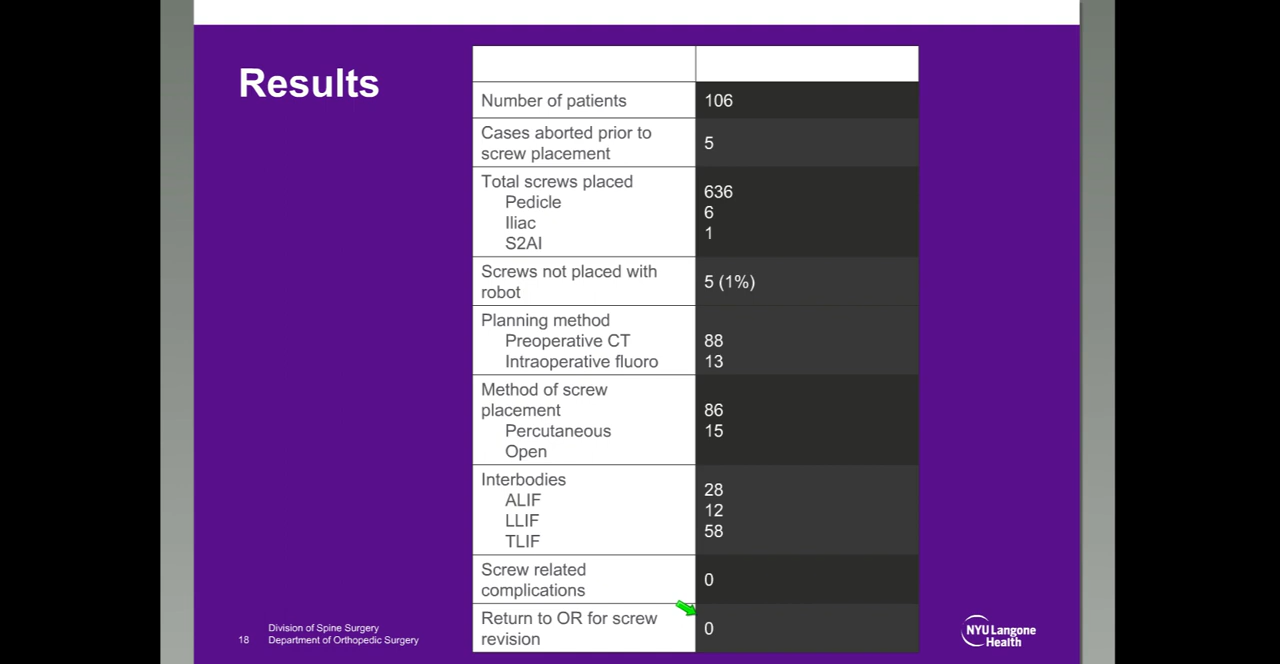 Results
Number of patients
106
Cases aborted prior to
screw placement
5
Total screws placed
Pedicle
Iliac
S2AI
636
6
1
Screws not placed with
robot
5 (1%)
Planning method
Preoperative CT
Intraoperative fluoro
88
13
Method of screw
placement
Percutaneous
Open
86
15
Interbodies
ALIF
LLIF
TLIF
28
12
58
Screw related
complications
0
Return to OR for screw
revision
0
18
Division of Spine Surgery
Department of Orthopedic Surgery
NYU Langone
Health